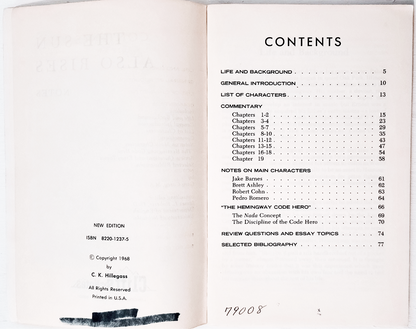 NEW EDITION
ISBN 8220-1237-5
© Copyright 1968
by
C. K. Hillegass
All Rights Reserved
Printed in U.S.A.
CONTENTS
LIFE AND BACKGROUND . . . . . . . . . . . . . 5
GENERAL INTRODUCTION . . . . . . . . . . . . 10
LIST OF CHARACTERS . . . . . . . . . . . . . . 13
COMMENTARY
Chapters 1-2 . . . . . . . . . . . . . . . . 15
Chapters 3-4 . . . . . . . . . . . . . . . . 23
Chapters 5-7 . . . . . . . . . . . . . . . . 29
Chapters 8-10 . . . . . . . . . . . . . . . 35
Chapters 11-12 . . . . . . . . . . . . . . . 43
Chapters 13-15 . . . . . . . . . . . . . . . 47
Chapters 16-18 . . . . . . . . . . . . . . . 54
Chapter 19 . . . . . . . . . . . . . . . . 58
NOTES ON MAIN CHARACTERS
Jake Barnes . . . . . . . . . . . . . . . . 61
Brett Ashley . . . . . . . . . . . . . . . . 62
Robert Cohn . . . . . . . . . . . . . . . . 63
Pedro Romero . . . . . . . . . . . . . . . . 64
"THE HEMINGWAY CODE HERO" . . . . . . . . 66
The Nada Concept . . . . . . . . . . . . . . 69
The Discipline of the Code Hero . . . . . . . . 70
REVIEW QUESTIONS AND ESSAY TOPICS . . . . 74
SELECTED BIBLIOGRAPHY . . . . . . . . . . . . 77
79008